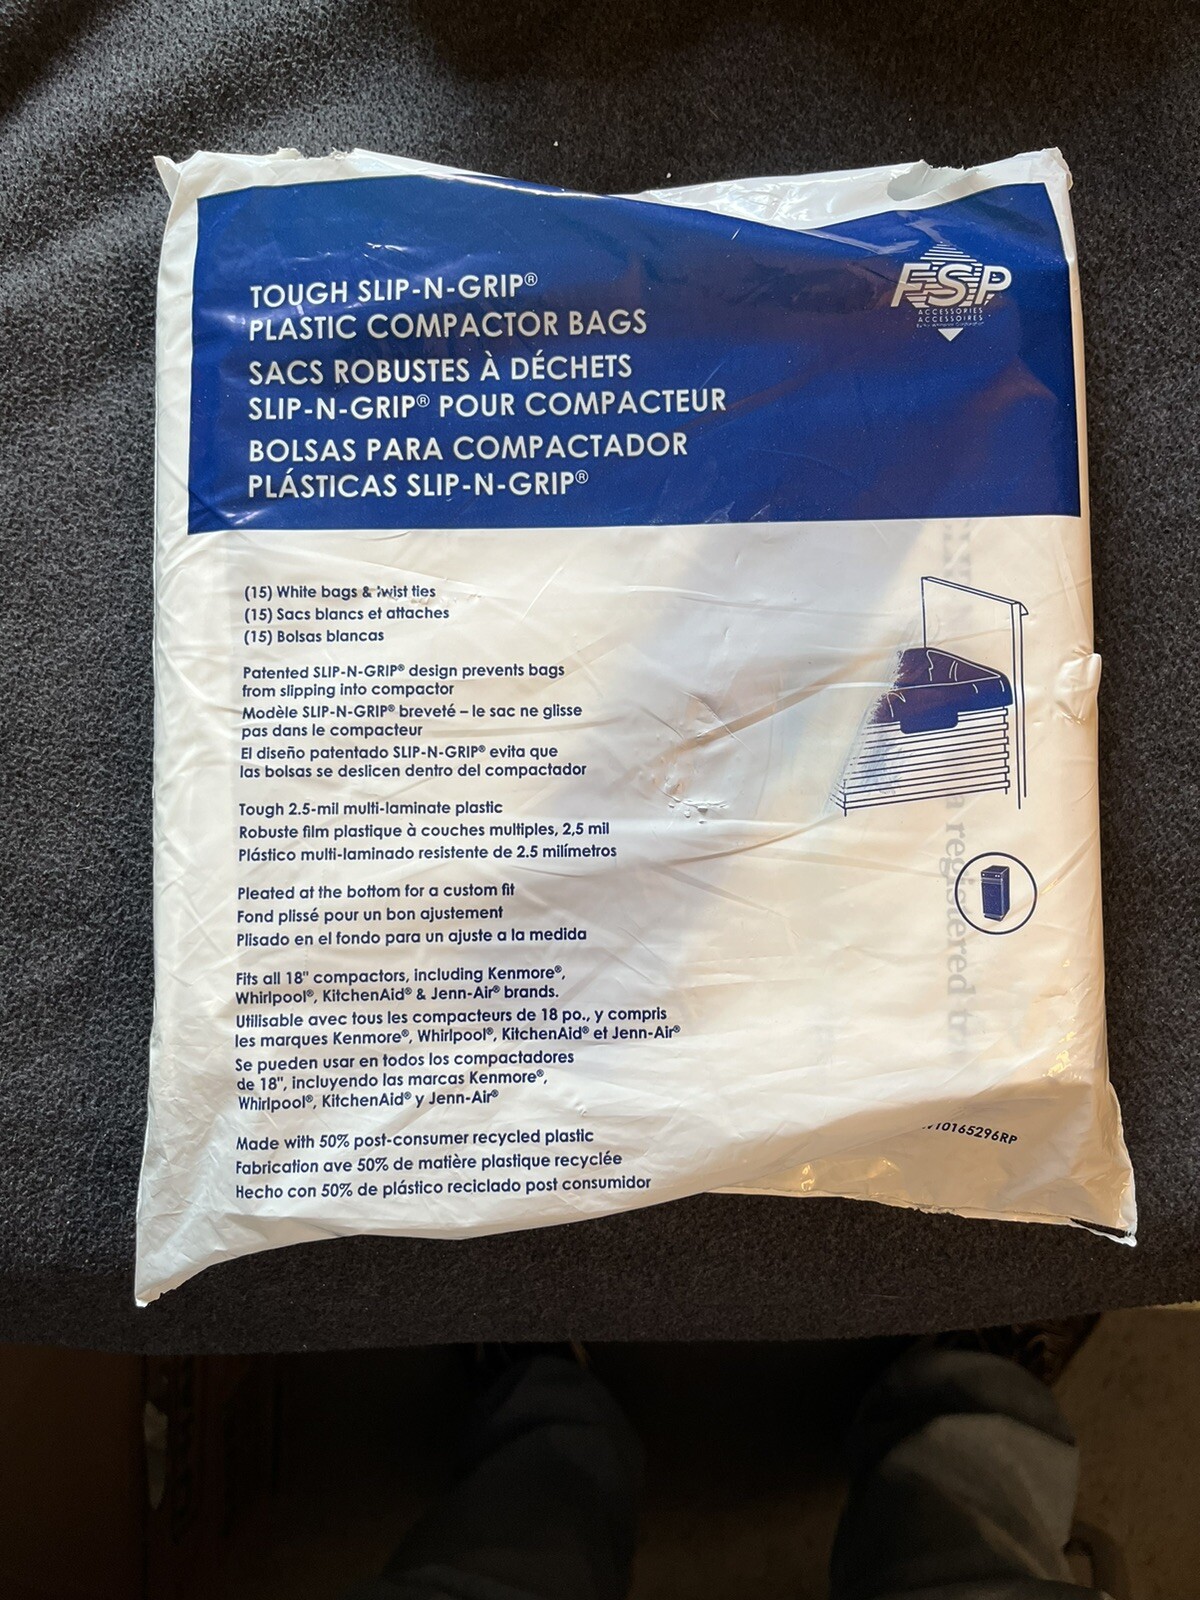 TOUGH SLIP-N-GRIP®
PLASTIC COMPACTOR BAGS
SACS ROBUSTES À DÉCHETS
SLIP-N-GRIP® POUR COMPACTEUR
BOLSAS PARA COMPACTADOR
PLÁSTICAS SLIP-N-GRIP®
FSP
ACCESSORIES
ACCESSOIRES
(15) White bags & twist ties
(15) Sacs blancs et attaches
(15) Bolsas blancas
Patented SLIP-N-GRIP® design prevents bags
from slipping into compactor
Modèle SLIP-N-GRIP® breveté – le sac ne glisse
pas dans le compacteur
El diseño patentado SLIP-N-GRIP® evita que
las bolsas se deslicen dentro del compactador
Tough 2.5-mil multi-laminate plastic
Robuste film plastique à couches multiples, 2,5 mil
Plástico multi-laminado resistente de 2.5 milímetros
Pleated at the bottom for a custom fit
Fond plissé pour un bon ajustement
Plisado en el fondo para un ajuste a la medida
Fits all 18" compactors, including Kenmore®,
Whirlpool®, KitchenAid® & Jenn-Air® brands.
Utilisable avec tous les compacteurs de 18 po., y compris
les marques Kenmore®, Whirlpool®, KitchenAid® et Jenn-Air®
Se pueden usar en todos los compactadores
de 18", incluyendo las marcas Kenmore®,
Whirlpool®, KitchenAid® y Jenn-Air®
Made with 50% post-consumer recycled plastic
Fabrication ave 50% de matière plastique recyclée
Hecho con 50% de plástico reciclado post consumidor
10165296RP
a registered